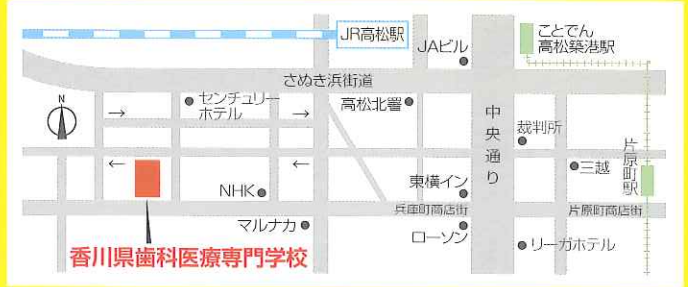 JR高松駅
ことでん
高松築港駅
JAビル
さぬき浜街道
N
→
センチュリー
ホテル
高松北署
中央通り
裁判所
片原町駅
←
←
三越
NHK
東横イン
兵庫町商店街
片原町商店街
マルナカ
ローソン
リーガホテル
香川県歯科医療専門学校